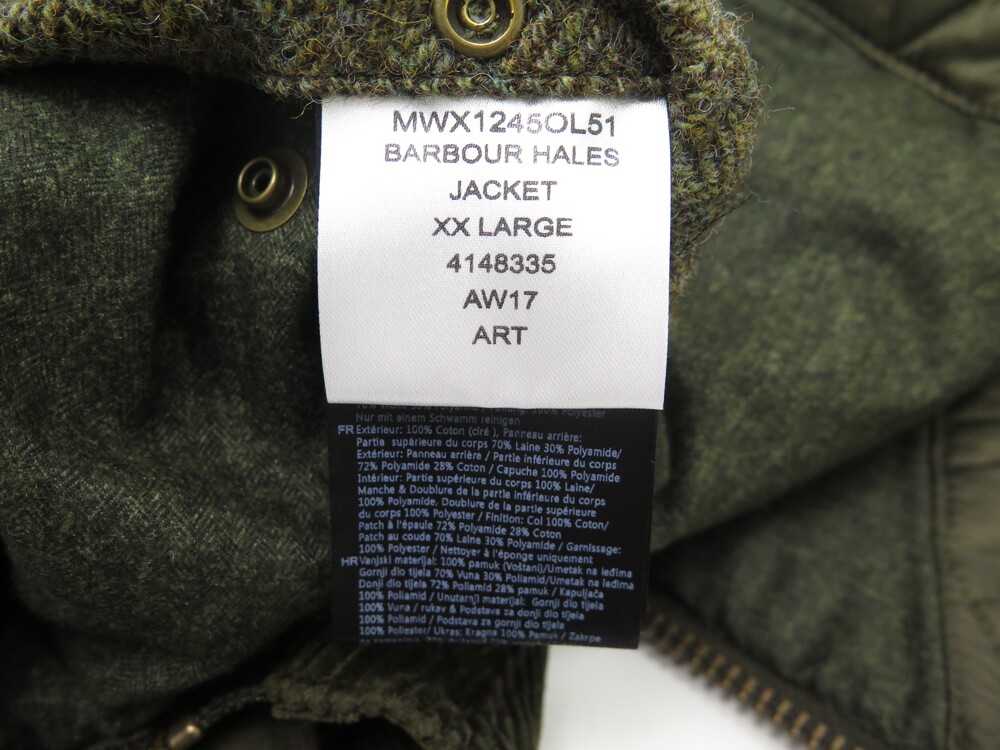 MWX1245OL51
BARBOUR HALES
JACKET
XX LARGE
4148335
AW17
ART
Polyester
Nur mit einem Schwamm reinigen
FR Extérieur: 100% Coton (ciré ), Panneau arrière:
Partie supérieure du corps 70% Laine 30% Polyamide/
Extérieur: Panneau arrière / Partie inférieure du corps
72% Polyamide 28% Coton / Capuche 100% Polyamide
Intérieur: Partie supérieure du corps 100% Laine/
Manche & Doublure de la partie inférieure du corps
100% Polyamide, Doublure de la partie supérieure
du corps 100% Polyester / Finition: Col 100% Coton/
Patch à l'épaule 72% Polyamide 28% Coton
Patch au coude 70% Laine 30% Polyamide / Garnissage:
100% Polyester / Nettoyer à l'éponge uniquement
HR Vanjski materijal: 100% pamuk (Voštani)/Umetak na leđima
Gornji dio tijela 70% Vuna 30% Poliamid/Umetak na leđima
Donji dio tijela 72% Poliamid 28% pamuk / Kapuljača
100% Poliamid / Unutarnji materijal: Gornji dio tijela
100% Vuna / rukav & Podstava za donji dio tijela
100% Poliamid / Podstava za gornji dio tijela
100% Poliester/ Ukras: Kragna 100% Pamuk / Zakrpe